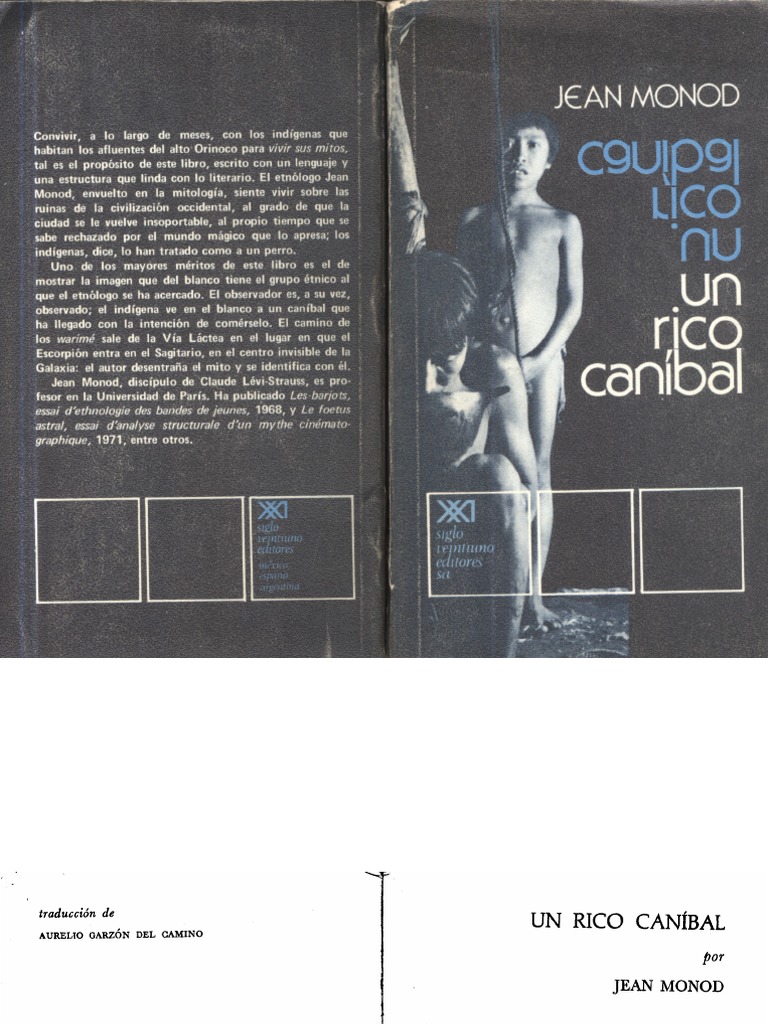 Convivir, a lo largo de meses, con los indígenas que
habitan los afluentes del alto Orinoco para vivir sus mitos,
tal es el propósito de este libro, escrito con un lenguaje y
una estructura que linda con lo literario. El etnólogo Jean
Monod, envuelto en la mitología, siente vivir sobre las
ruinas de la civilización occidental, al grado de que la
ciudad se le vuelve insoportable, al propio tiempo que se
sabe rechazado por el mundo mágico que lo apresa; los
indígenas, dice, lo han tratado como a un perro.
Uno de los mayores méritos de este libro es el de
mostrar la imagen que del blanco tiene el grupo étnico al
que el etnólogo se ha acercado. El observador es, a su vez,
observado; el indígena ve en el blanco a un caníbal que
ha llegado con la intención de comérselo. El camino de
los warimé sale de la Vía Láctea en el lugar en que el
Escorpión entra en el Sagitario, en el centro invisible de la
Galaxia: el autor desentraña el mito y se identifica con él.
Jean Monod, discípulo de Claude Lévi-Strauss, es pro-
fesor en la Universidad de París. Ha publicado Les barjots,
essai d'ethnologie des bandes de jeunes, 1968, y Le foetus
astral, essai d'analyse structurale d'un mythe cinémato-
graphique, 1971, entre otros.
siglo
veintiuno
editores
méxico
españa
argentina
JEAN MONOD
caníbal
rico
un
un
rico
caníbal
siglo
veintiuno
editores
sa
traducción de
AURELIO GARZÓN DEL CAMINO
UN RICO CANÍBAL
por
JEAN MONOD